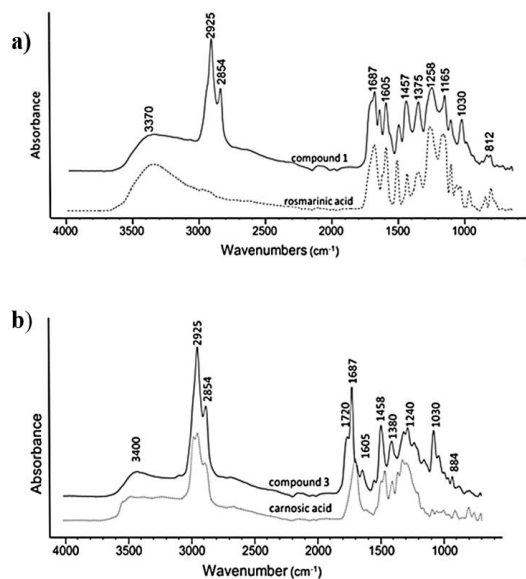 a)
2925
2854
3370
1687
1605
1457
1375
1258
1165
1030
812
compound 1
rosmarinic acid
Absorbance
4000 3500 3000 2500 2000 1500 1000
Wavenumbers (cm⁻¹)
b)
2925
2854
3400
1720
1687
1605
1458
1380
1240
1030
884
compound 3
carnosic acid
Absorbance
4000 3500 3000 2500 2000 1500 1000
Wavenumber (cm⁻¹)